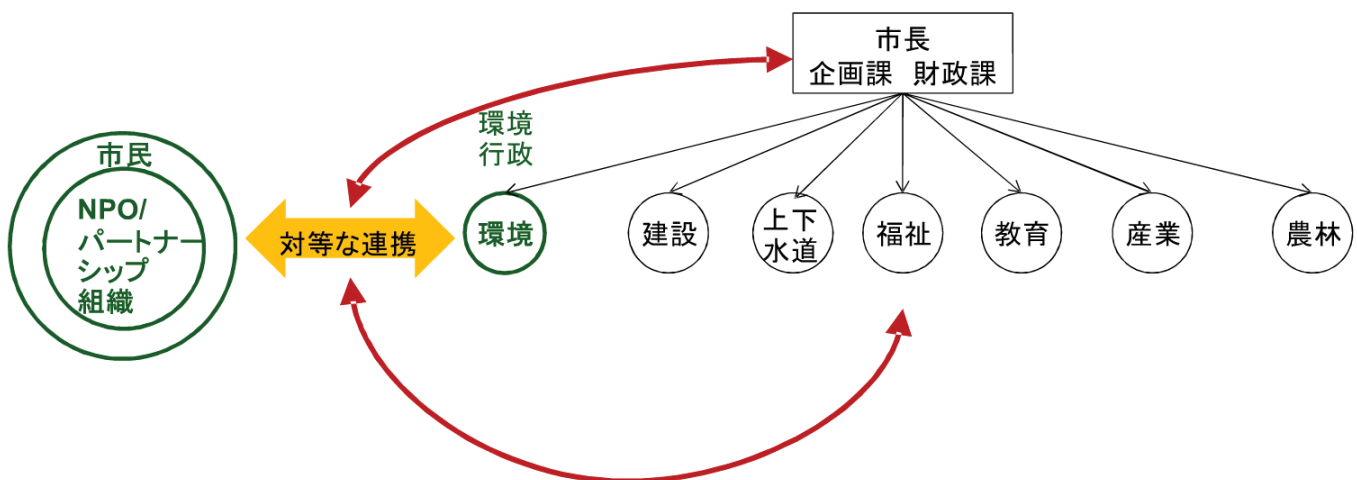 市長
企画課 財政課
環境
行政
市民
NPO/
パートナー
シップ
組織
対等な連携
環境
建設
上下
水道
福祉
教育
産業
農林